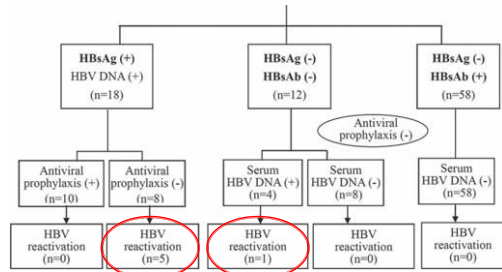 HBsAg (+)
HBV DNA (+)
(n=18)
HBsAg (-)
HBsAb (-)
(n=12)
HBsAg (-)
HBsAb (+)
(n=58)
Antiviral
prophylaxis (-)
Antiviral
prophylaxis (+)
(n=10)
Antiviral
prophylaxis (-)
(n=8)
Serum
HBV DNA (+)
(n=4)
Serum
HBV DNA (-)
(n=8)
Serum
HBV DNA (-)
(n=58)
HBV
reactivation
(n=0)
HBV
reactivation
(n=5)
HBV
reactivation
(n=1)
HBV
reactivation
(n=0)
HBV
reactivation
(n=0)